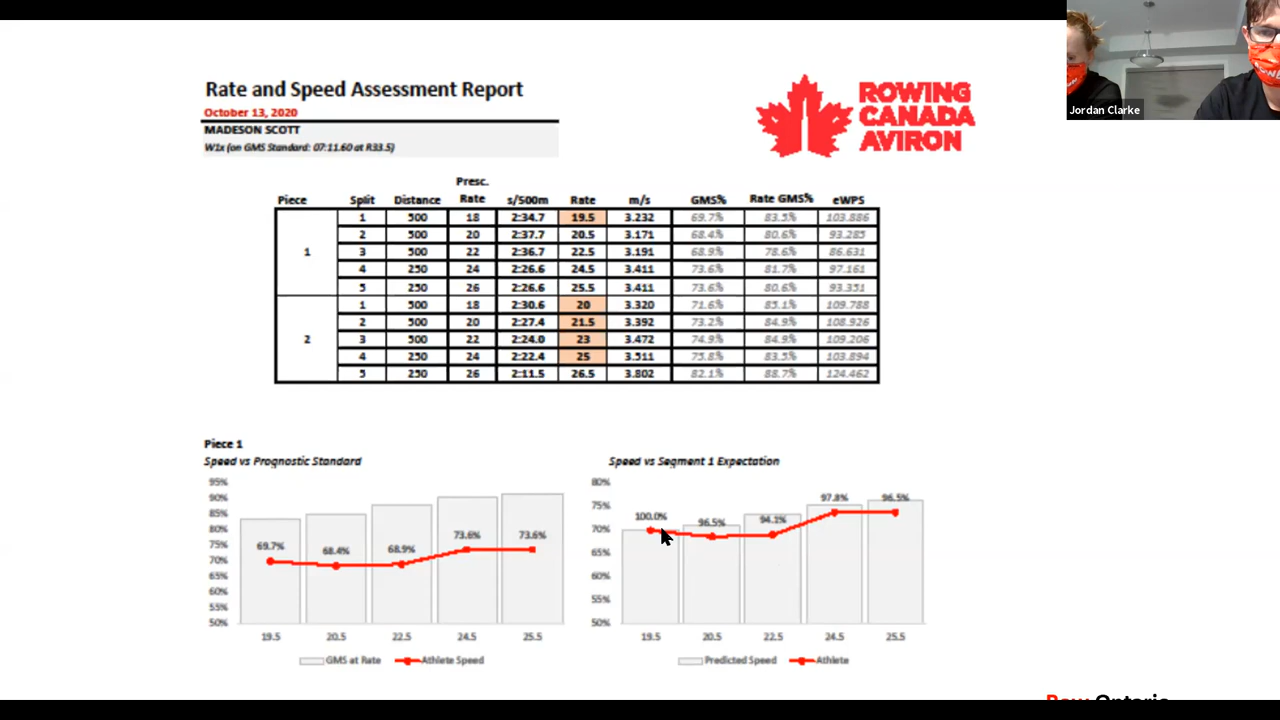 Jordan Clarke
Rate and Speed Assessment Report
October 13, 2020
MADESON SCOTT
W1x (on GMS Standard: 07:11.60 at R33.5)
ROWING
CANADA
AVIRON
Presc.
Piece Split Distance Rate s/500m Rate m/s GMS% Rate GMS% eWPS
1 500 18 2:34.7 19.5 3.232 69.7% 83.5% 103.886
2 500 20 2:37.7 20.5 3.171 68.4% 80.6% 93.285
1 3 500 22 2:36.7 22.5 3.191 68.9% 78.6% 86.631
4 250 24 2:26.6 24.5 3.411 73.6% 81.7% 97.161
5 250 26 2:26.6 25.5 3.411 73.6% 80.6% 93.351
1 500 18 2:30.6 20 3.320 71.6% 85.1% 109.788
2 500 20 2:27.4 21.5 3.392 73.2% 84.9% 108.926
2 3 500 22 2:24.0 23 3.472 74.9% 84.9% 109.206
4 250 24 2:22.4 25 3.511 75.8% 83.5% 103.894
5 250 26 2:11.5 26.5 3.802 82.1% 88.7% 124.462
Piece 1
Speed vs Prognostic Standard
95%
90%
85%
80%
75%
70%
65%
60%
55%
50%
69.7% 68.4% 68.9% 73.6% 73.6%
19.5 20.5 22.5 24.5 25.5
GMS at Rate Athlete Speed
Speed vs Segment 1 Expectation
80%
75%
70%
65%
60%
55%
50%
100.0% 96.5% 94.1% 97.8% 96.5%
19.5 20.5 22.5 24.5 25.5
Predicted Speed Athlete
Row Ontario